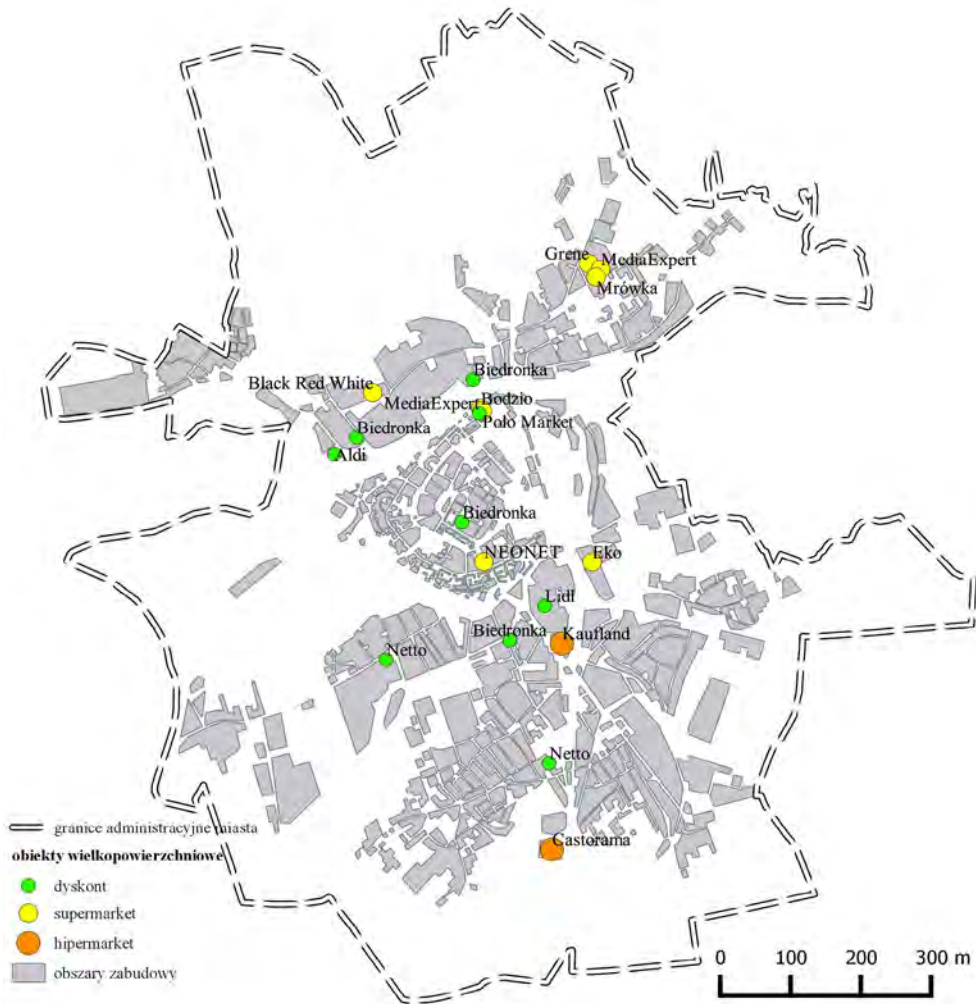 Grene
MediaExpert
Mrówka
Biedronka
Black Red White
MediaExpert
Bodzio
Polo Market
Biedronka
Aldi
Biedronka
NEONET
Eko
Lidl
Biedronka
Kaufland
Netto
Netto
Castorama
granice administracyjne miasta
obiekty wielkopowierzchniowe
dyskont
supermarket
hipermarket
obszary zabudowy
0 100 200 300 m